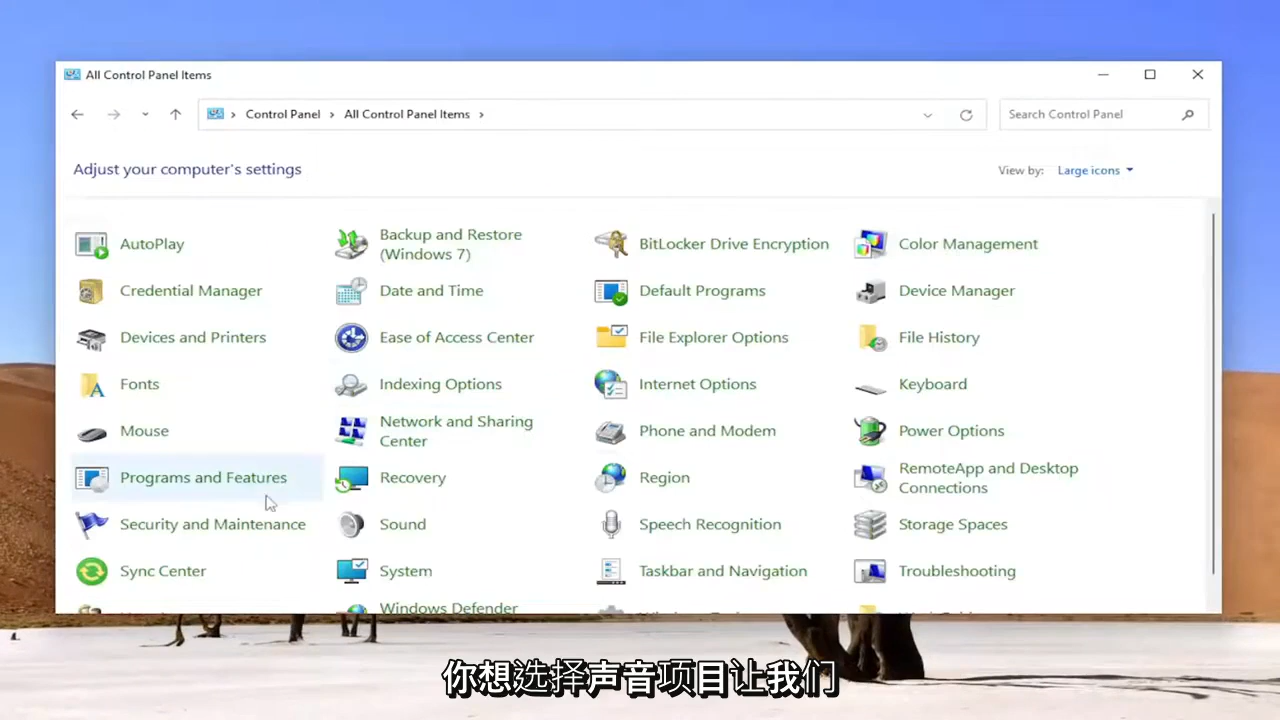 All Control Panel Items
Control Panel
All Control Panel Items
Search Control Panel
Adjust your computer's settings
View by:
Large icons
AutoPlay
Backup and Restore
(Windows 7)
BitLocker Drive Encryption
Color Management
Credential Manager
Date and Time
Default Programs
Device Manager
Devices and Printers
Ease of Access Center
File Explorer Options
File History
Fonts
Indexing Options
Internet Options
Keyboard
Mouse
Network and Sharing
Center
Phone and Modem
Power Options
Programs and Features
Recovery
Region
RemoteApp and Desktop
Connections
Security and Maintenance
Sound
Speech Recognition
Storage Spaces
Sync Center
System
Taskbar and Navigation
Troubleshooting
Windows Defender
你想选择声音项目让我们